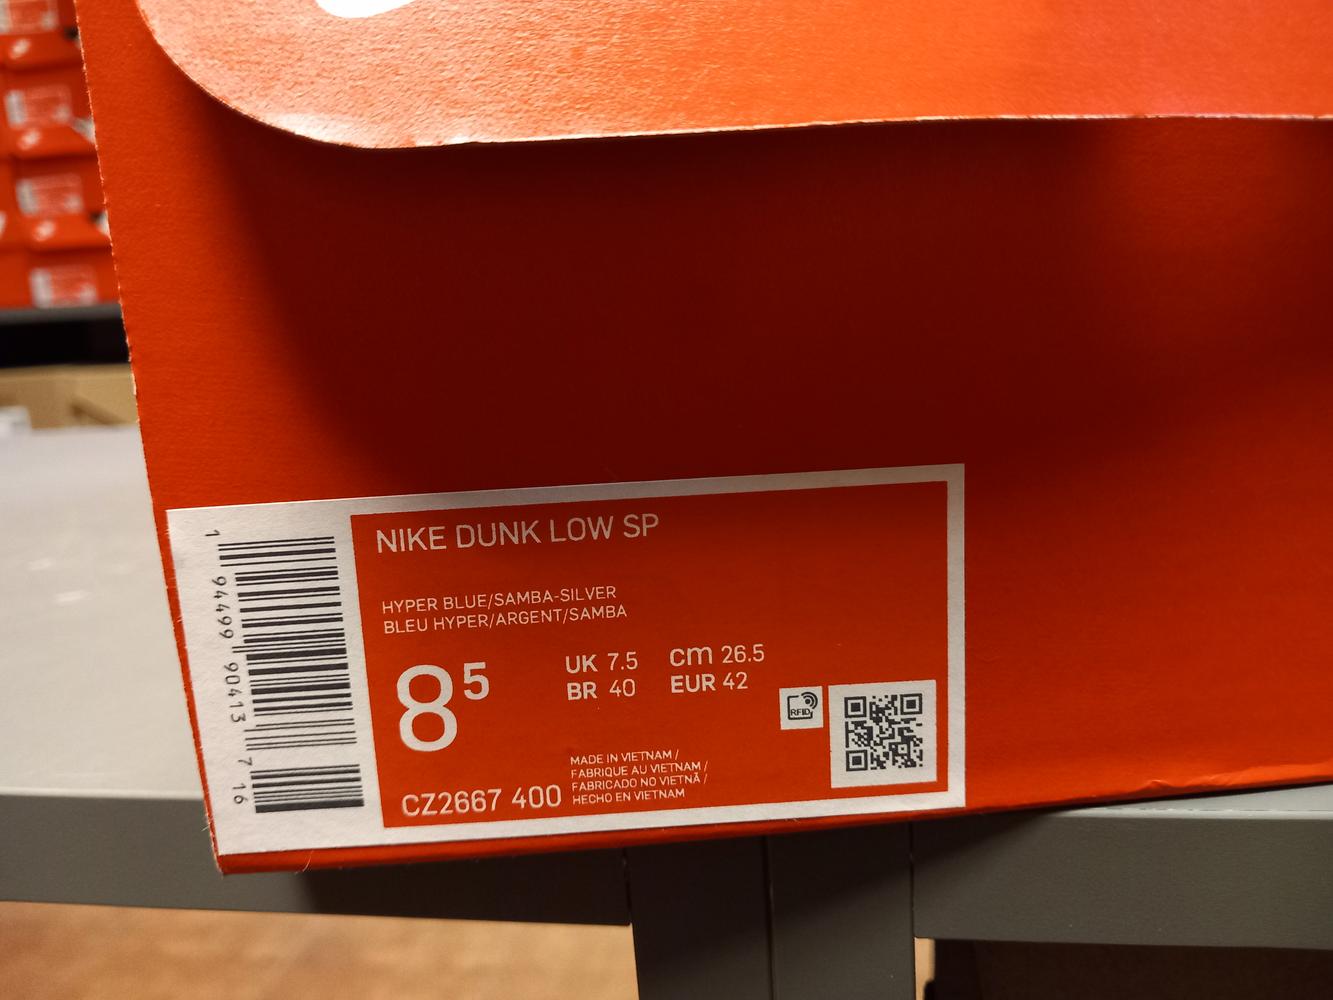 NIKE DUNK LOW SP
HYPER BLUE/SAMBA-SILVER
BLEU HYPER/ARGENT/SAMBA
8⁵
UK 7.5 cm 26.5
BR 40 EUR 42
RFID
CZ2667 400
MADE IN VIETNAM /
FABRIQUE AU VIETNAM /
FABRICADO NO VIETNÃ /
HECHO EN VIETNAM
1 94499 90413 7 16